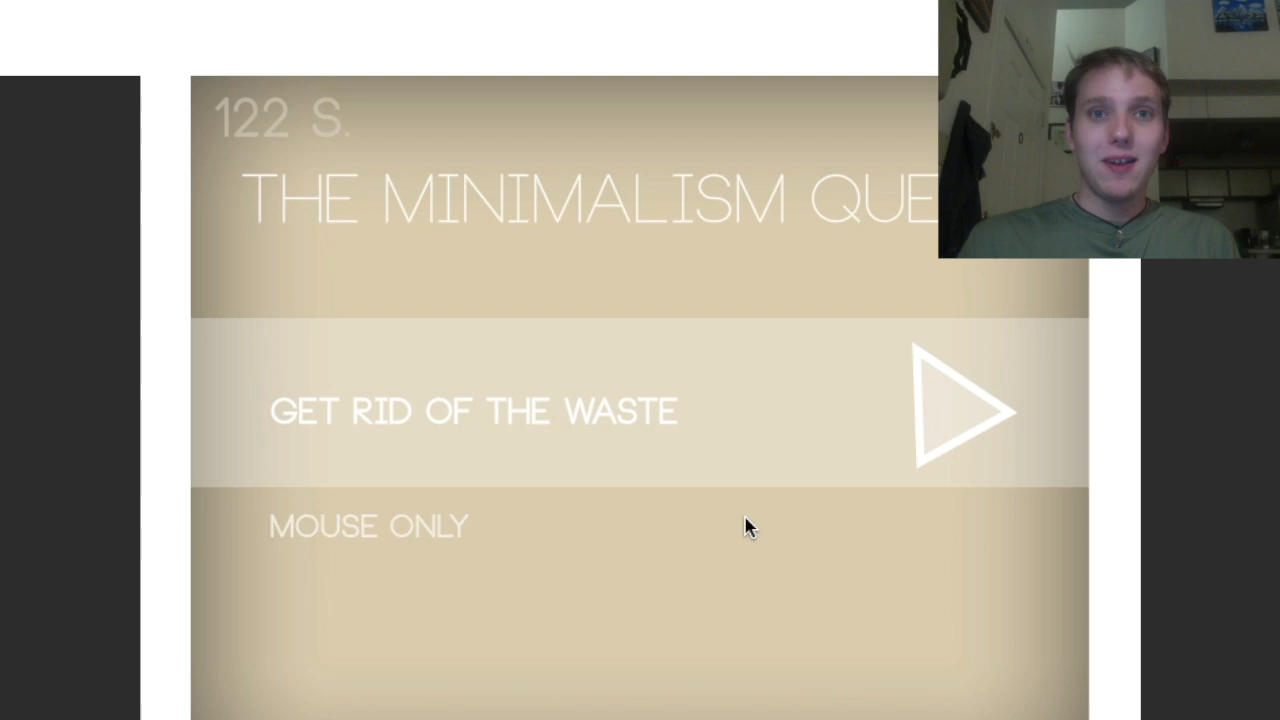 122 S.
THE MINIMALISM QUE
GET RID OF THE WASTE
MOUSE ONLY